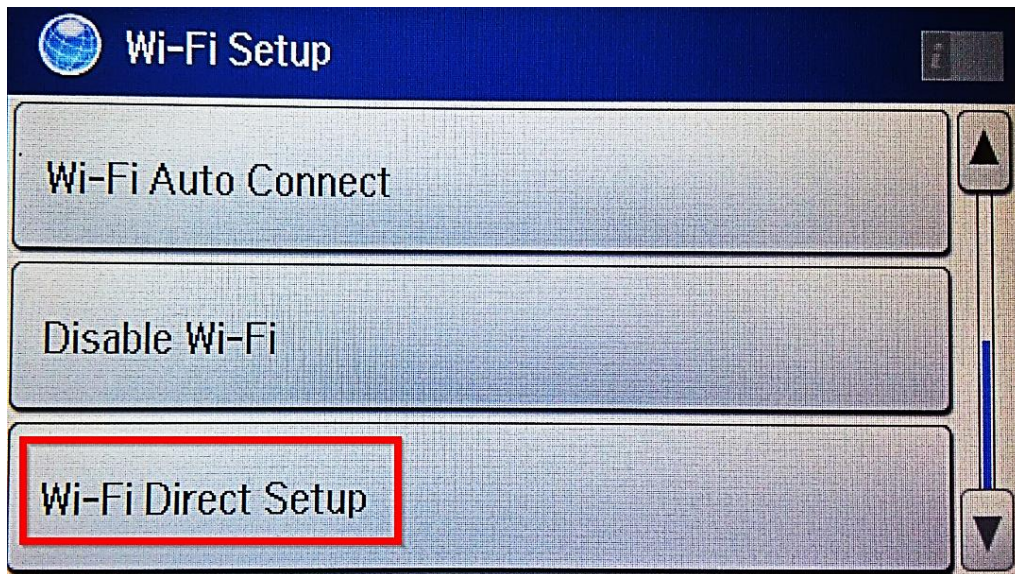 Wi-Fi Setup
i
Wi-Fi Auto Connect
Disable Wi-Fi
Wi-Fi Direct Setup